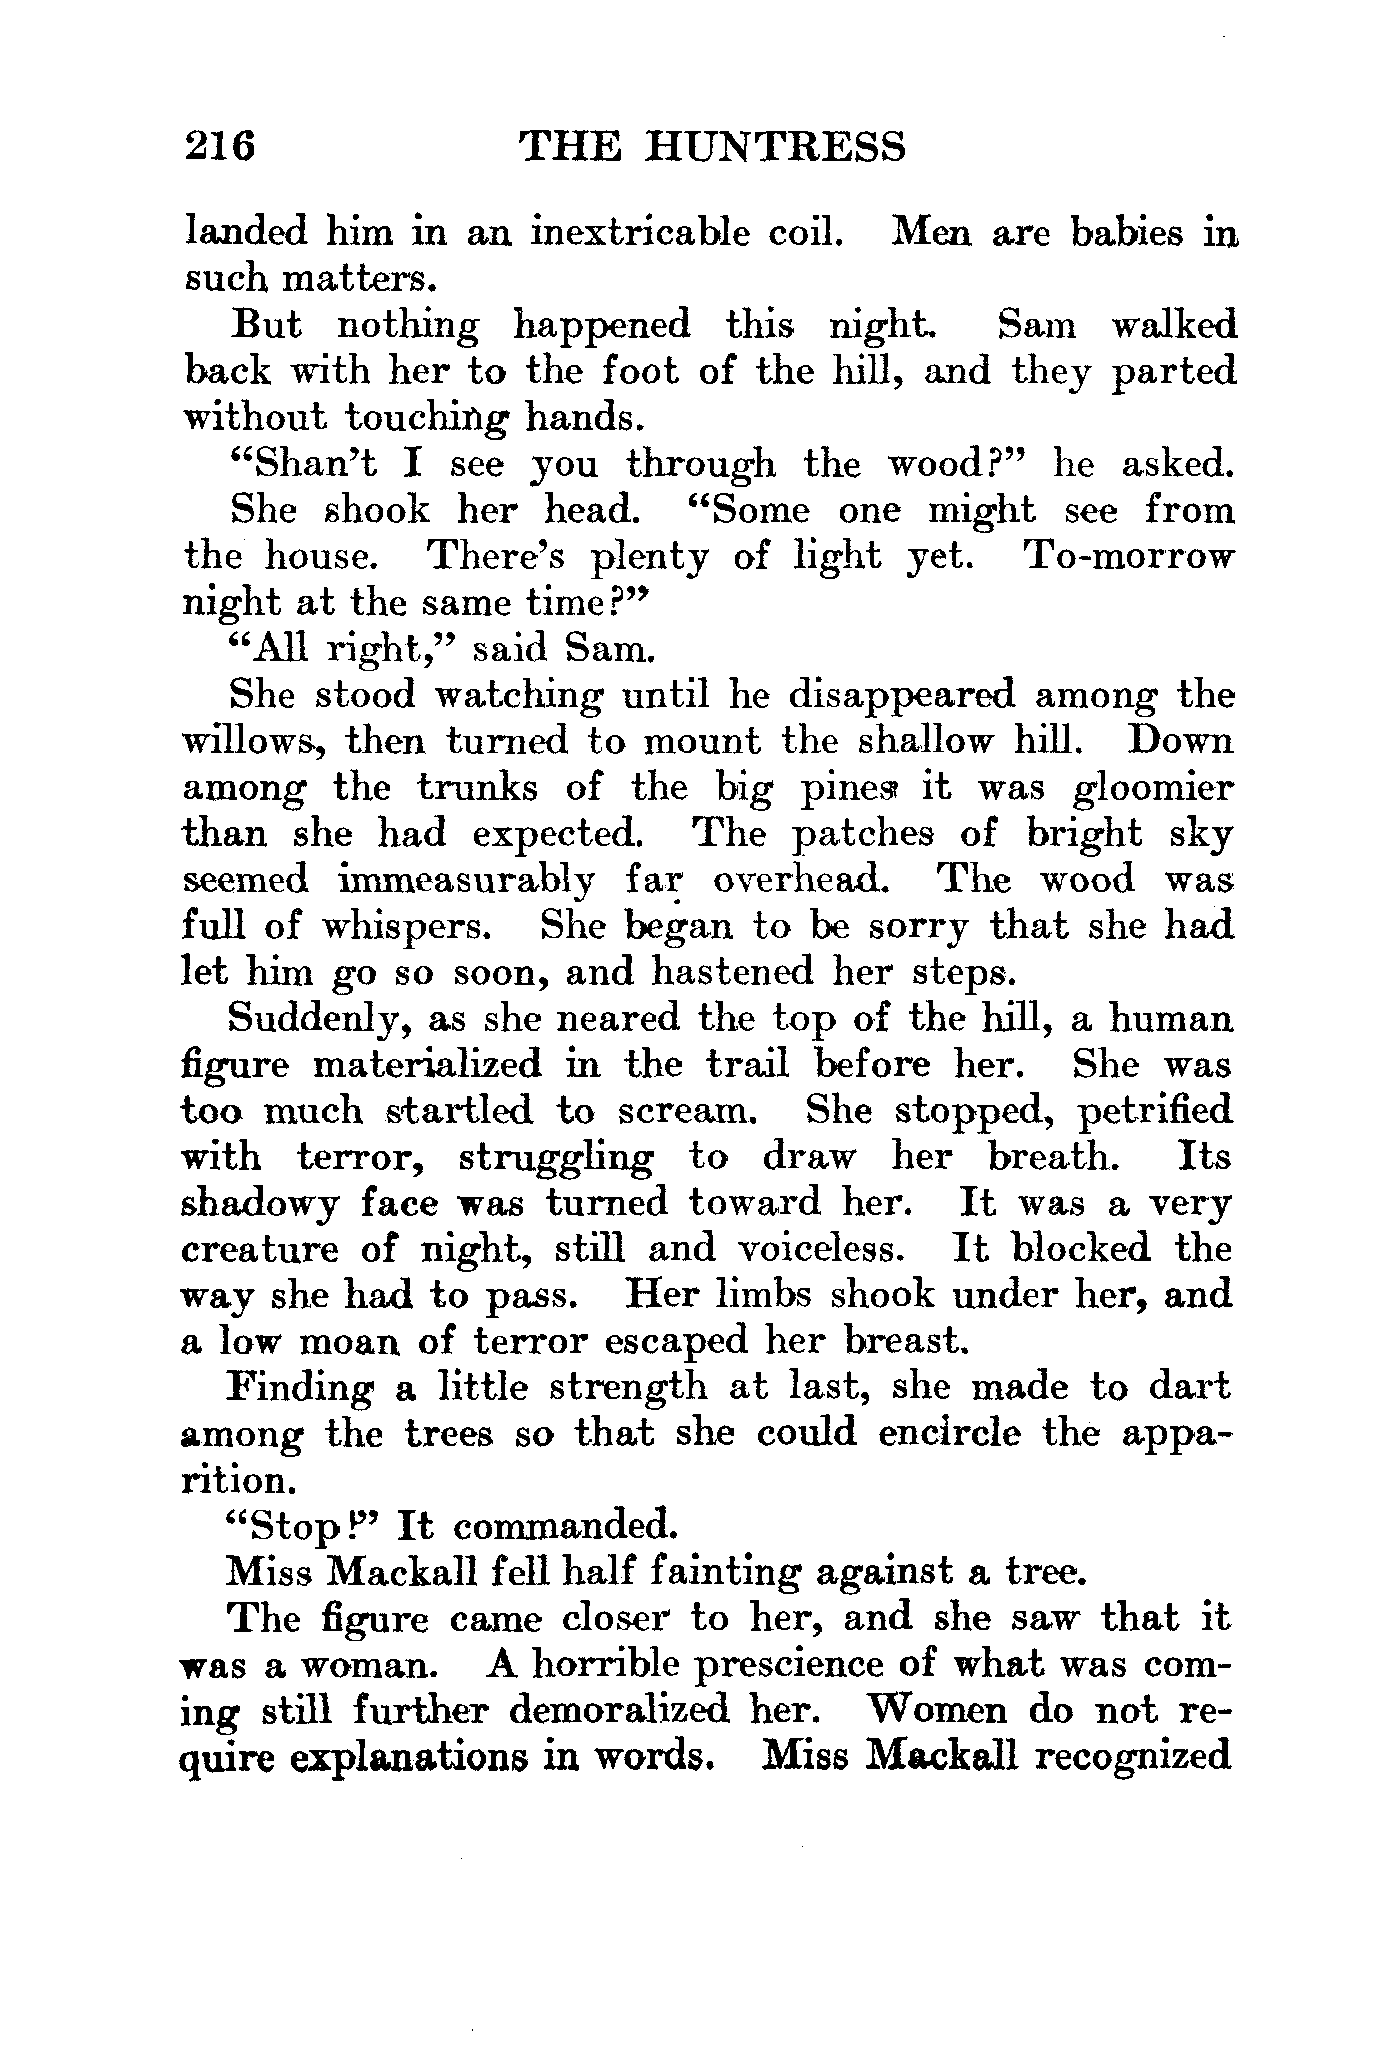 216 THE HUNTRESS
landed him in an inextricable coil. Men are babies in
such matters.
But nothing happened this night. Sam walked
back with her to the foot of the hill, and they parted
without touching hands.
“Shan’t I see you through the wood?” he asked.
She shook her head. “Some one might see from
the house. There’s plenty of light yet. To-morrow
night at the same time?”
“All right,” said Sam.
She stood watching until he disappeared among the
willows, then turned to mount the shallow hill. Down
among the trunks of the big pines it was gloomier
than she had expected. The patches of bright sky
seemed immeasurably far overhead. The wood was
full of whispers. She began to be sorry that she had
let him go so soon, and hastened her steps.
Suddenly, as she neared the top of the hill, a human
figure materialized in the trail before her. She was
too much startled to scream. She stopped, petrified
with terror, struggling to draw her breath. Its
shadowy face was turned toward her. It was a very
creature of night, still and voiceless. It blocked the
way she had to pass. Her limbs shook under her, and
a low moan of terror escaped her breast.
Finding a little strength at last, she made to dart
among the trees so that she could encircle the appa-
rition.
“Stop!” It commanded.
Miss Mackall fell half fainting against a tree.
The figure came closer to her, and she saw that it
was a woman. A horrible prescience of what was com-
ing still further demoralized her. Women do not re-
quire explanations in words. Miss Mackall recognized